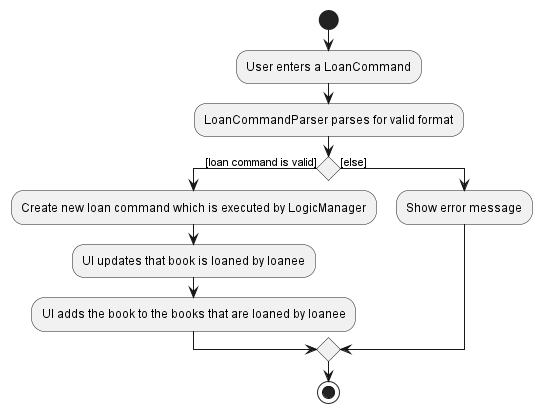 User enters a LoanCommand
LoanCommandParser parses for valid format
[loan command is valid]
[else]
Create new loan command which is executed by LogicManager
Show error message
UI updates that book is loaned by loanee
UI adds the book to the books that are loaned by loanee